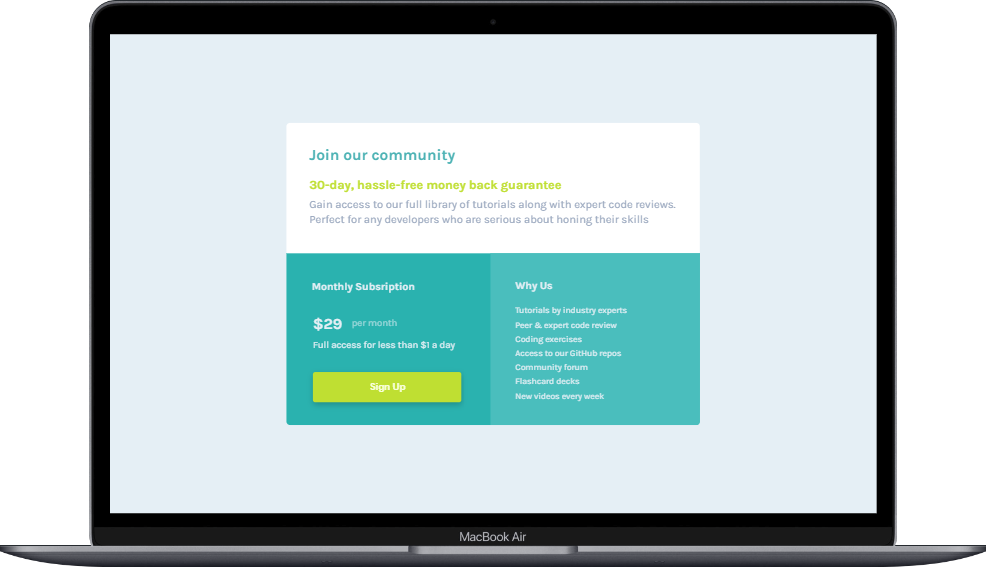 Join our community
30-day, hassle-free money back guarantee
Gain access to our full library of tutorials along with expert code reviews.
Perfect for any developers who are serious about honing their skills
Monthly Subsription
$29 per month
Full access for less than $1 a day
Sign Up
Why Us
Tutorials by industry experts
Peer & expert code review
Coding exercises
Access to our GitHub repos
Community forum
Flashcard decks
New videos every week
MacBook Air